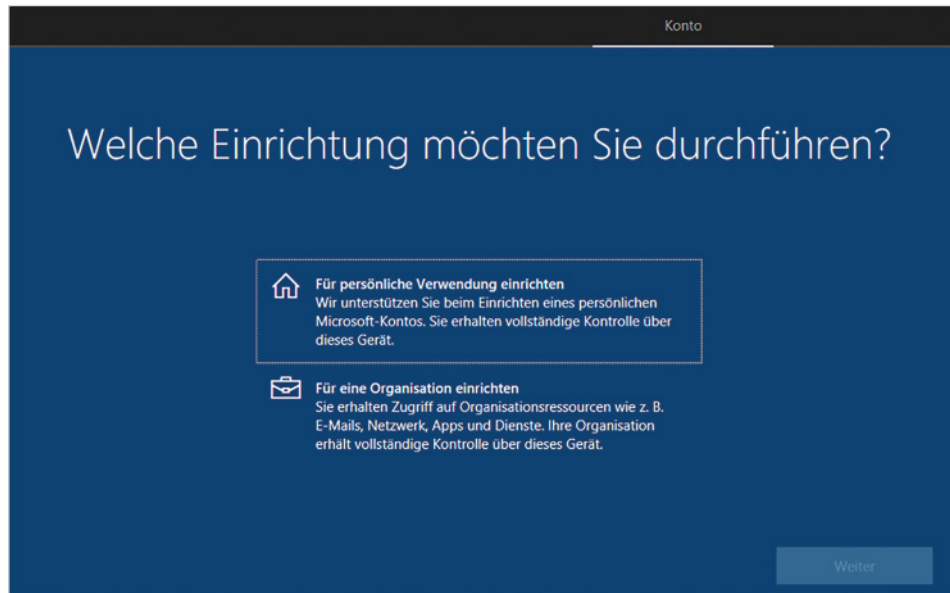 Konto
Welche Einrichtung möchten Sie durchführen?
Für persönliche Verwendung einrichten
Wir unterstützen Sie beim Einrichten eines persönlichen
Microsoft-Kontos. Sie erhalten vollständige Kontrolle über
dieses Gerät.
Für eine Organisation einrichten
Sie erhalten Zugriff auf Organisationsressourcen wie z. B.
E-Mails, Netzwerk, Apps und Dienste. Ihre Organisation
erhält vollständige Kontrolle über dieses Gerät.
Weiter